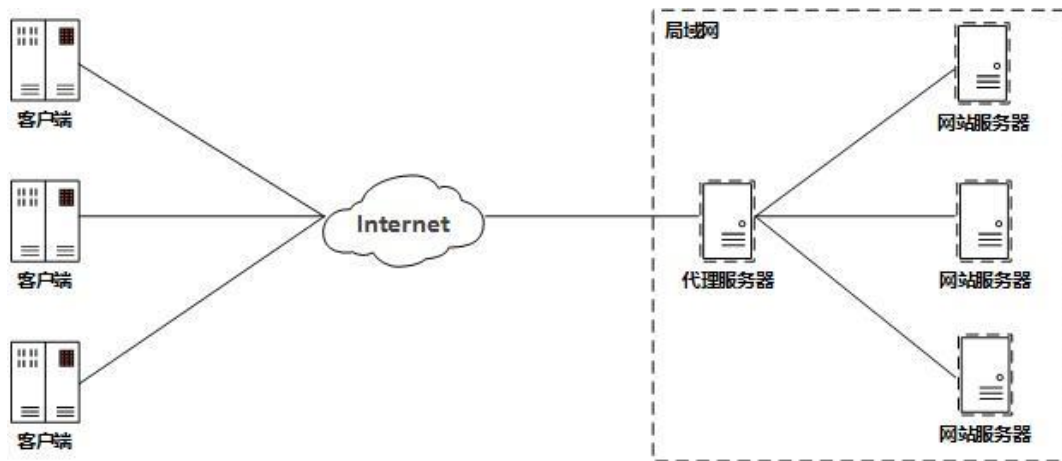 局域网
客户端
网站服务器
客户端
Internet
代理服务器
网站服务器
客户端
网站服务器